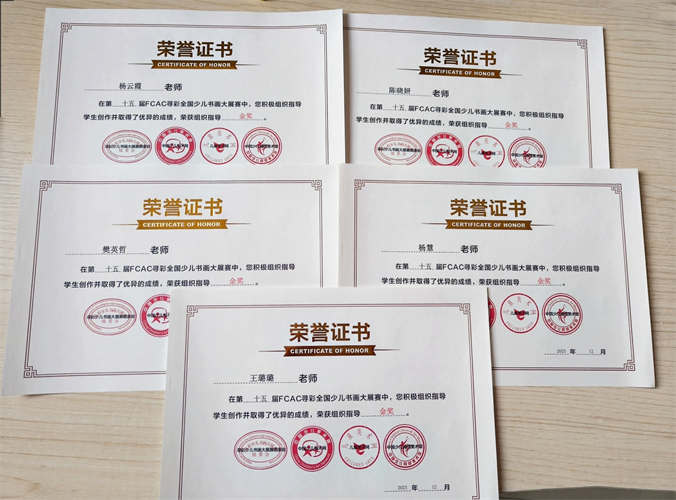 荣誉证书
CERTIFICATE OF HONOR
杨云霞 老师
在第 十五 届FCAC寻彩全国少儿书画大展赛中，您积极组织指导
学生创作并取得了优异的成绩，荣获组织指导 金奖 。
荣誉证书
CERTIFICATE OF HONOR
陈晓妍 老师
在第 十五 届FCAC寻彩全国少儿书画大展赛中，您积极组织指导
学生创作并取得了优异的成绩，荣获组织指导 金奖 。
荣誉证书
CERTIFICATE OF HONOR
樊英哲 老师
在第 十五 届FCAC寻彩全国少儿书画大展赛中，您积极组织指导
学生创作并取得了优异的成绩，荣获组织指导 金奖 。
荣誉证书
CERTIFICATE OF HONOR
杨慧 老师
在第 十五 届FCAC寻彩全国少儿书画大展赛中，您积极组织指导
学生创作并取得了优异的成绩，荣获组织指导 金奖 。
2021 年 12 月
荣誉证书
CERTIFICATE OF HONOR
王璐璐 老师
在第 十五 届FCAC寻彩全国少儿书画大展赛中，您积极组织指导
学生创作并取得了优异的成绩，荣获组织指导 金奖 。
2021 年 12 月